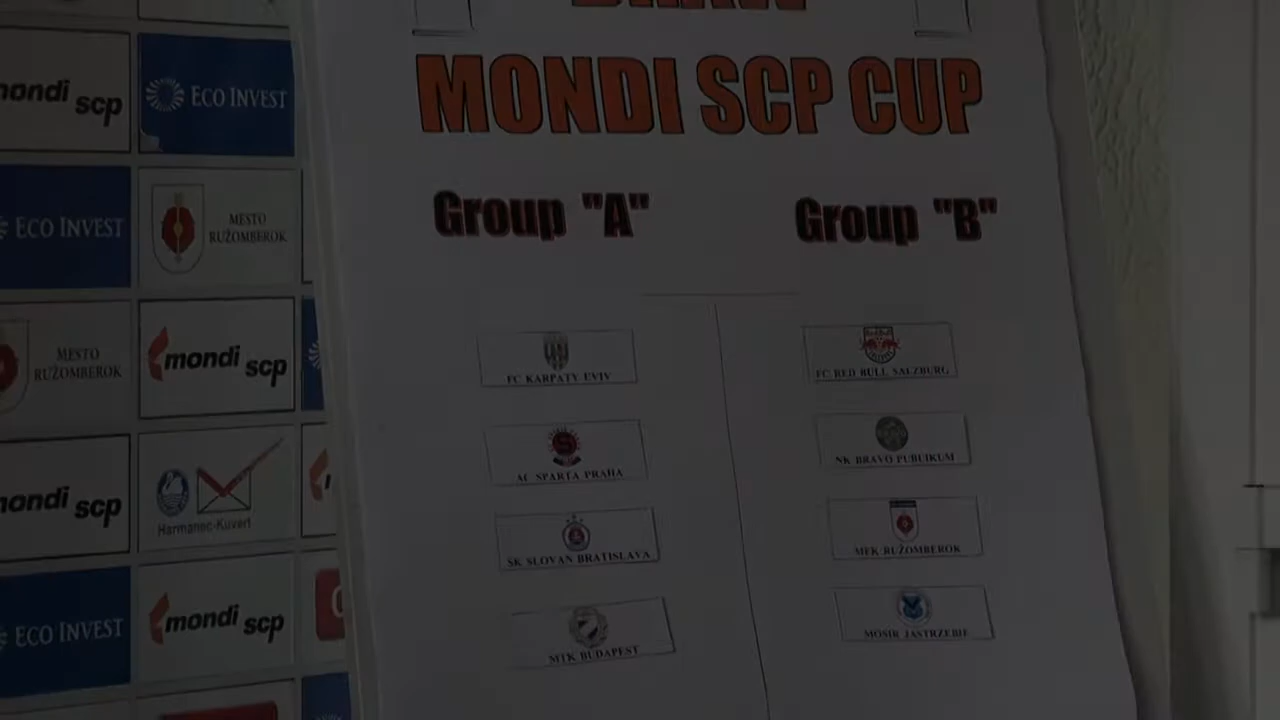 MONDI SCP CUP
Group "A"
Group "B"
FC KARPATY ĽVIV
AC SPARTA PRAHA
SK SLOVAN BRATISLAVA
MTK BUDAPEST
FC RED BULL SALZBURG
NK BRAVO PUBLIKUM
MFK RUŽOMBEROK
MOSIR JASTRZEBIE
mondi scp
ECO INVEST
ECO INVEST
MESTO
RUŽOMBEROK
MESTO
RUŽOMBEROK
mondi scp
mondi scp
Harmanec-Kuvert
ECO INVEST
mondi scp